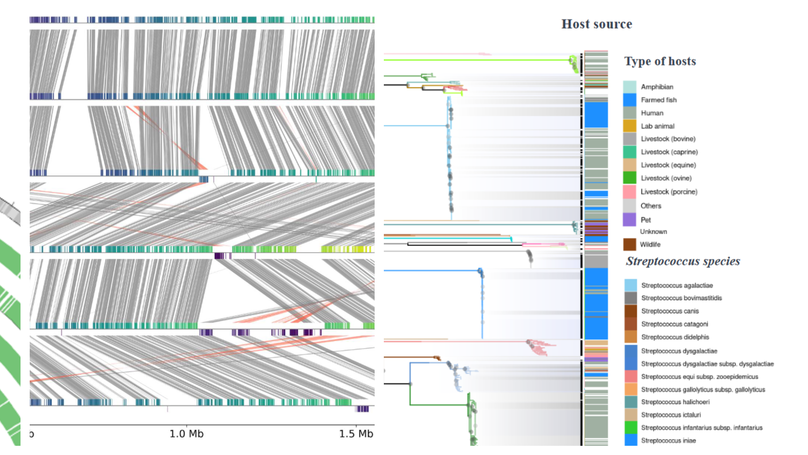 Host source
Type of hosts
Amphibian
Farmed fish
Human
Lab animal
Livestock (bovine)
Livestock (caprine)
Livestock (equine)
Livestock (ovine)
Livestock (porcine)
Others
Pet
Unknown
Wildlife
Streptococcus species
Streptococcus agalactiae
Streptococcus bovimastitidis
Streptococcus canis
Streptococcus catagoni
Streptococcus didelphis
Streptococcus dysgalactiae
Streptococcus dysgalactiae subsp. dysgalactiae
Streptococcus equi subsp. zooepidemicus
Streptococcus gallolyticus subsp. gallolyticus
Streptococcus halichoeri
Streptococcus ictaluri
Streptococcus infantarius subsp. infantarius
Streptococcus iniae
1.0 Mb
1.5 Mb